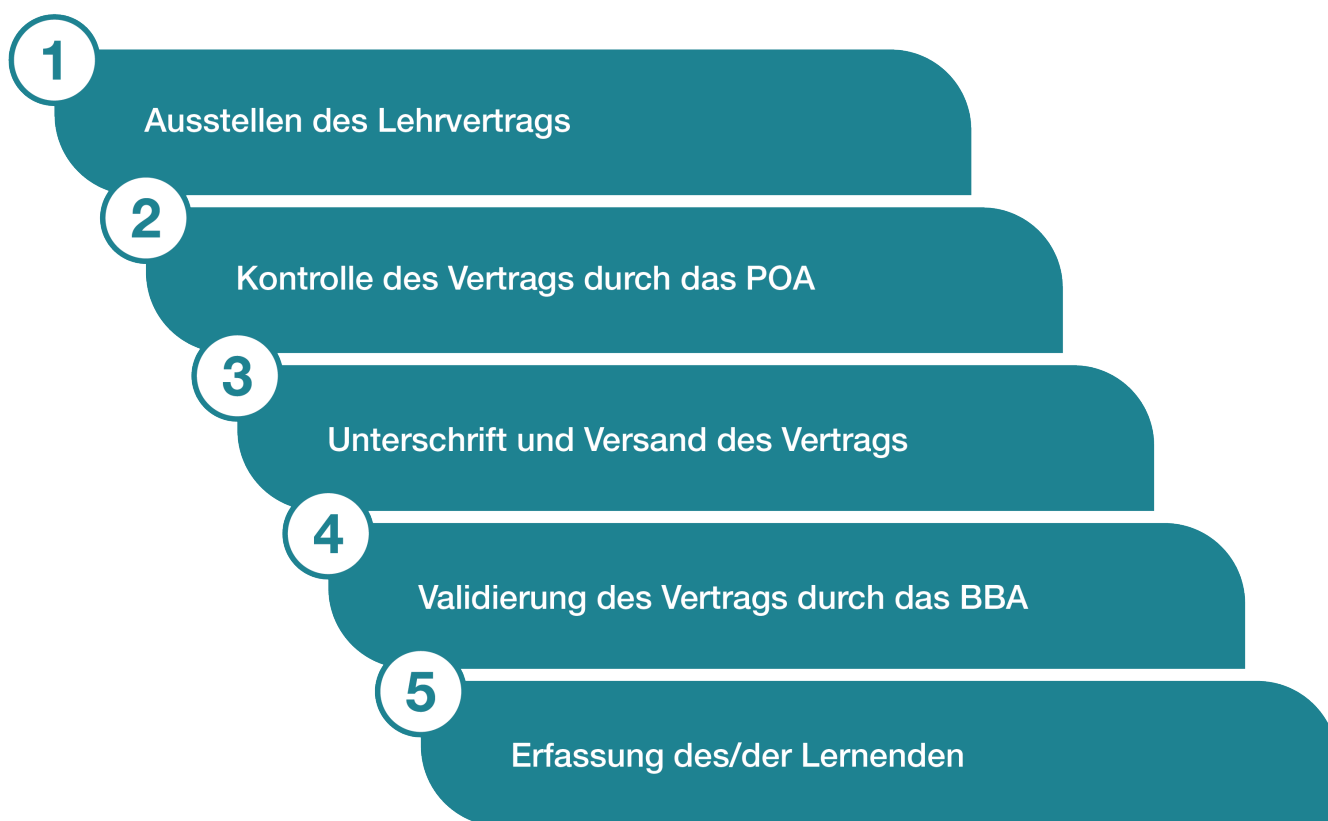 1
Ausstellen des Lehrvertrags
2
Kontrolle des Vertrags durch das POA
3
Unterschrift und Versand des Vertrags
4
Validierung des Vertrags durch das BBA
5
Erfassung des/der Lernenden